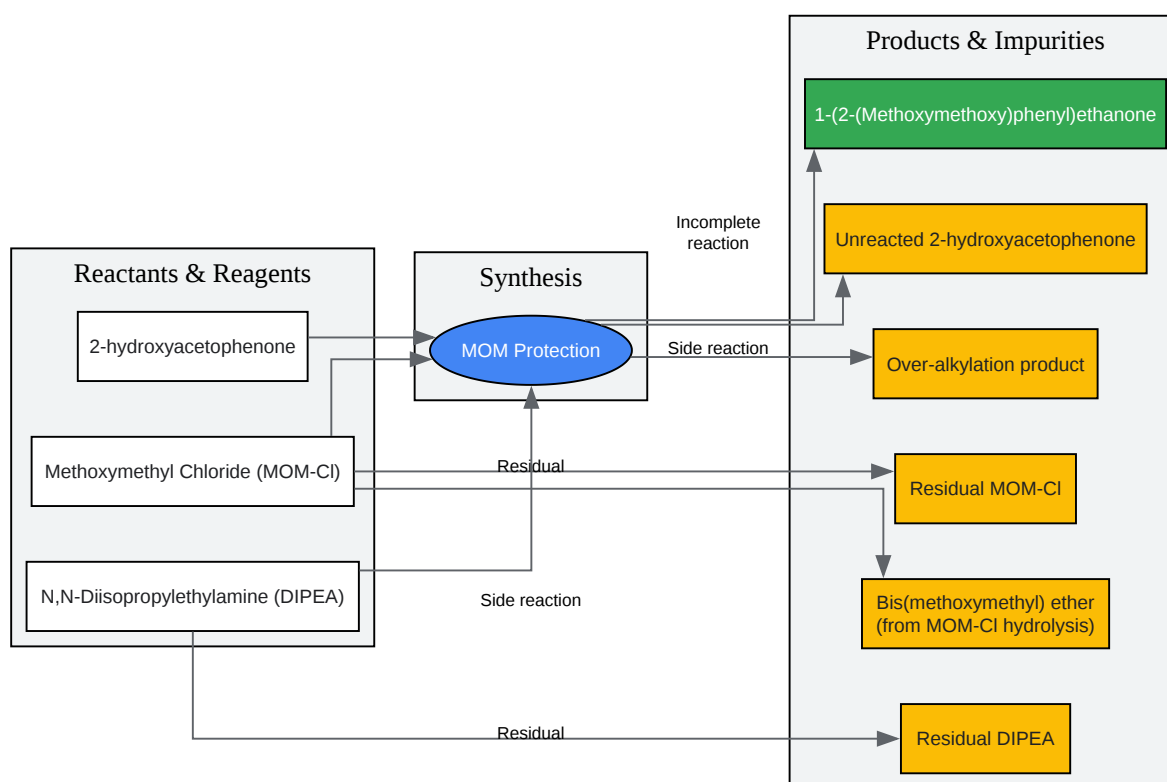 Reactants & Reagents
2-hydroxyacetophenone
Methoxymethyl Chloride (MOM-Cl)
N,N-Diisopropylethylamine (DIPEA)
Synthesis
MOM Protection
Incomplete
reaction
Side reaction
Residual
Side reaction
Residual
Products & Impurities
1-(2-(Methoxymethoxy)phenyl)ethanone
Unreacted 2-hydroxyacetophenone
Over-alkylation product
Residual MOM-Cl
Bis(methoxymethyl) ether
(from MOM-Cl hydrolysis)
Residual DIPEA